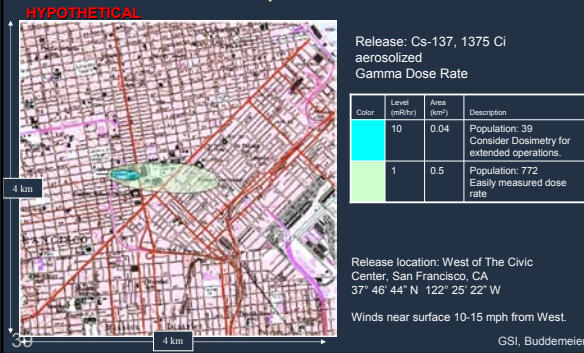 HYPOTHETICAL
4 km
4 km
Release: Cs-137, 1375 Ci
aerosolized
Gamma Dose Rate
Color
Level
(mR/hr)
Area
(km²)
Description
10
0.04
Population: 39
Consider Dosimetry for
extended operations.
1
0.5
Population: 772
Easily measured dose
rate
Release location: West of The Civic
Center, San Francisco, CA
37° 46' 44" N 122° 25' 22" W
Winds near surface 10-15 mph from West.
GSI, Buddemeier